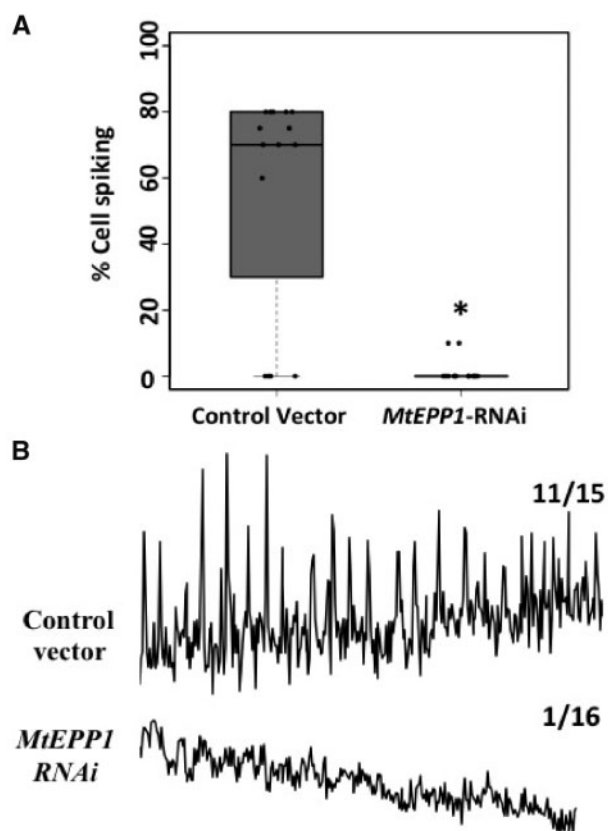 A
% Cell spiking
100
80
60
40
20
0
*
Control Vector
MtEPP1-RNAi
B
11/15
Control
vector
1/16
MtEPP1
RNAi